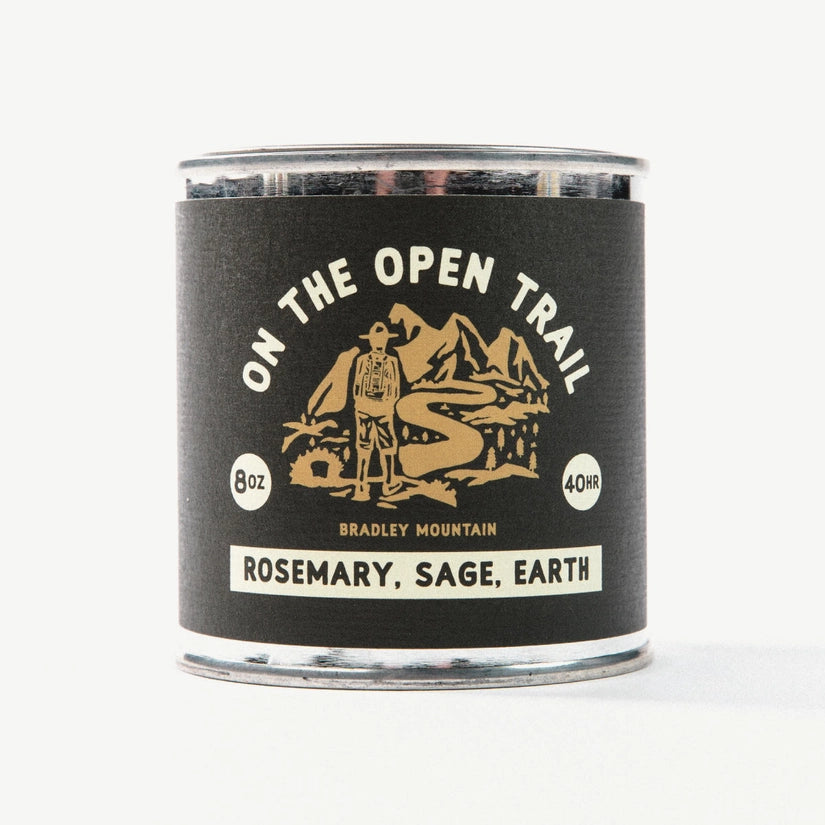 ON THE OPEN TRAIL
8OZ
40HR
BRADLEY MOUNTAIN
ROSEMARY, SAGE, EARTH